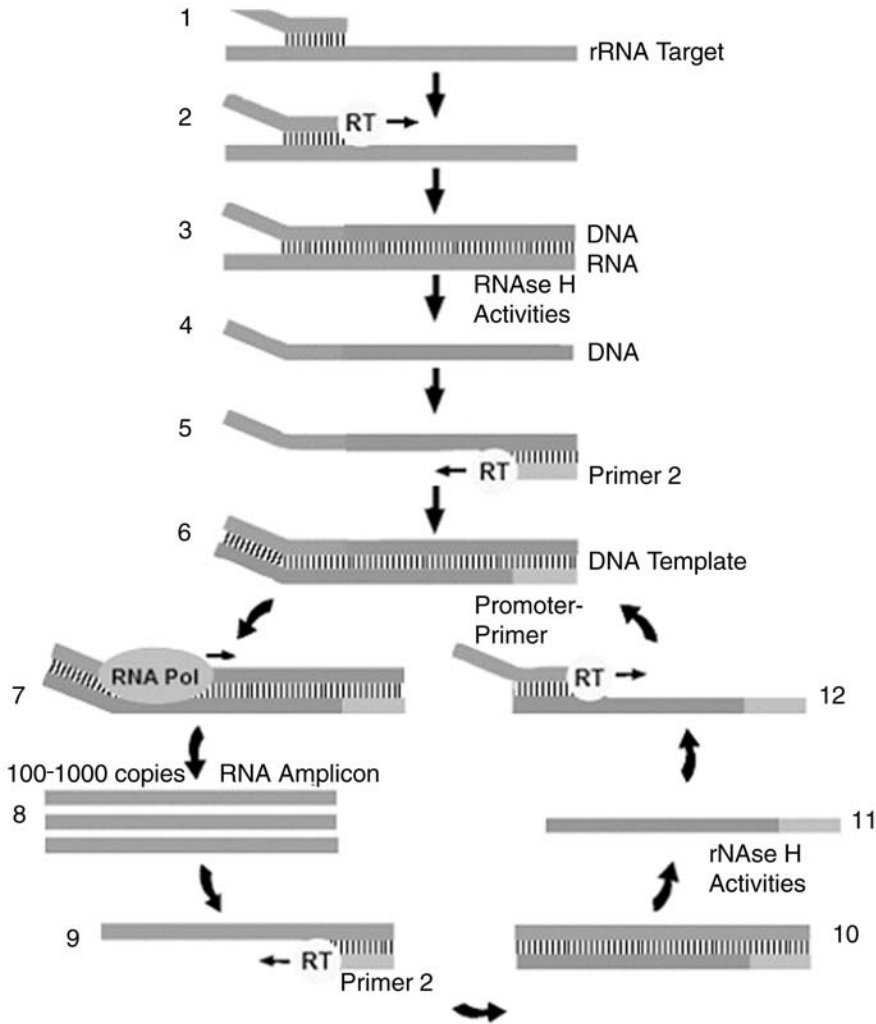 1
rRNA Target
2
RT
3
DNA
RNA
RNAse H
Activities
4
DNA
5
RT
Primer 2
6
DNA Template
Promoter-
Primer
7
RNA Pol
RT
12
100-1000 copies
RNA Amplicon
8
11
rNAse H
Activities
9
RT
Primer 2
10